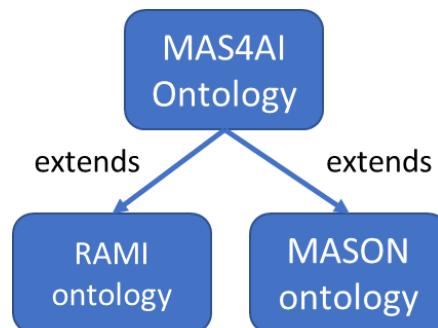 MAS4AI
Ontology
extends
extends
RAMI
ontology
MASON
ontology